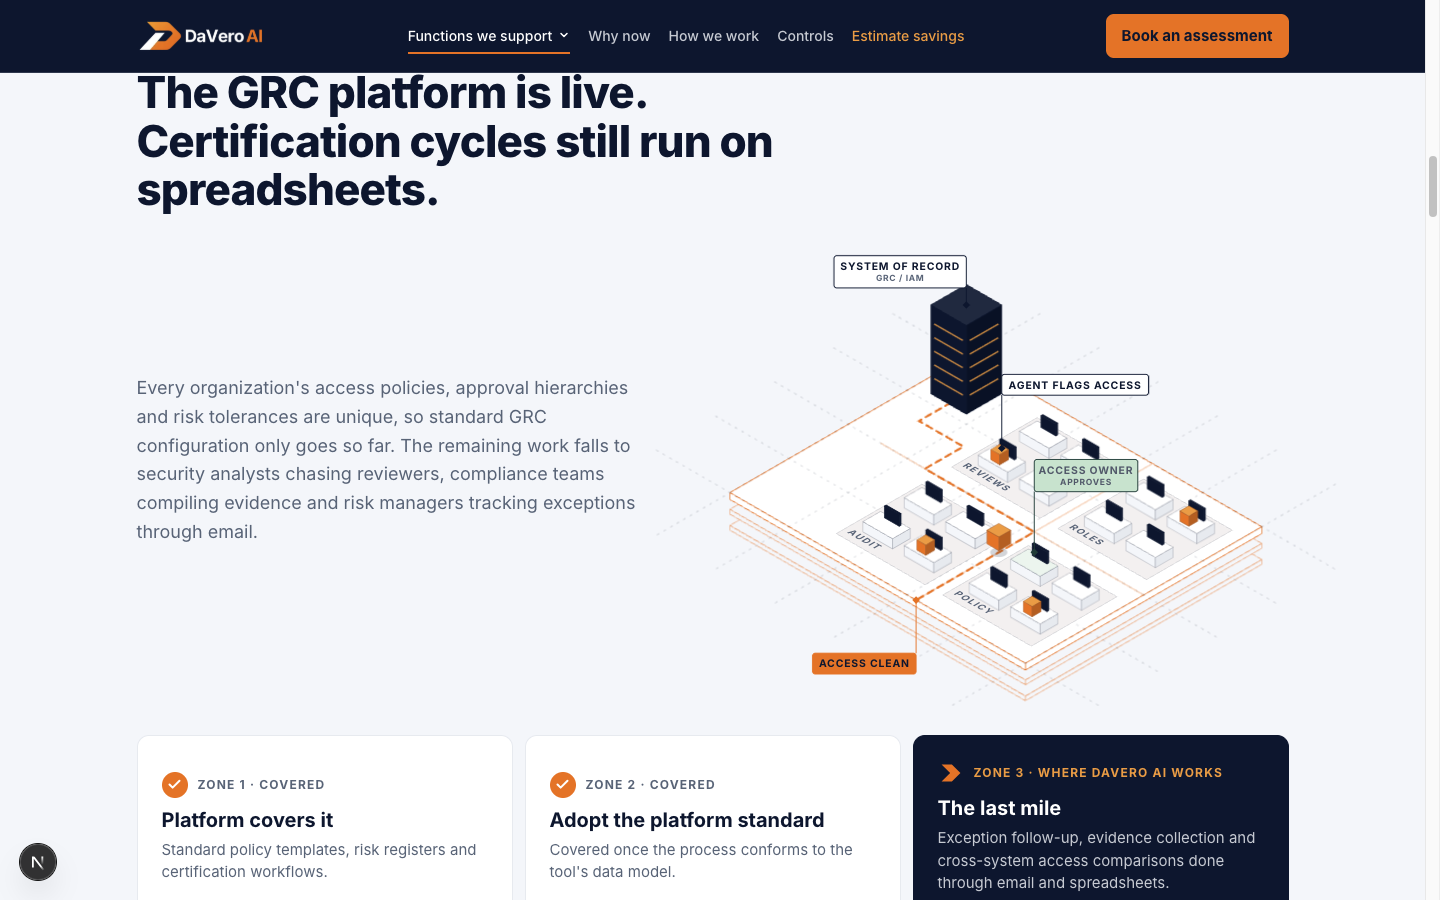 DaVero AI
Functions we support
Why now
How we work
Controls
Estimate savings
Book an assessment
The GRC platform is live.
Certification cycles still run on
spreadsheets.
Every organization's access policies, approval hierarchies
and risk tolerances are unique, so standard GRC
configuration only goes so far. The remaining work falls to
security analysts chasing reviewers, compliance teams
compiling evidence and risk managers tracking exceptions
through email.
SYSTEM OF RECORD
GRC / IAM
AGENT FLAGS ACCESS
ACCESS OWNER
APPROVES
REVIEWS
ROLES
AUDIT
POLICY
ACCESS CLEAN
ZONE 1 · COVERED
Platform covers it
Standard policy templates, risk registers and
certification workflows.
ZONE 2 · COVERED
Adopt the platform standard
Covered once the process conforms to the
tool's data model.
ZONE 3 · WHERE DAVERO AI WORKS
The last mile
Exception follow-up, evidence collection and
cross-system access comparisons done
through email and spreadsheets.
N